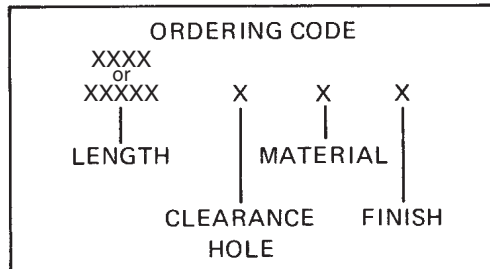 ORDERING CODE
XXXX
or
XXXXX X X X
LENGTH MATERIAL
CLEARANCE FINISH
HOLE